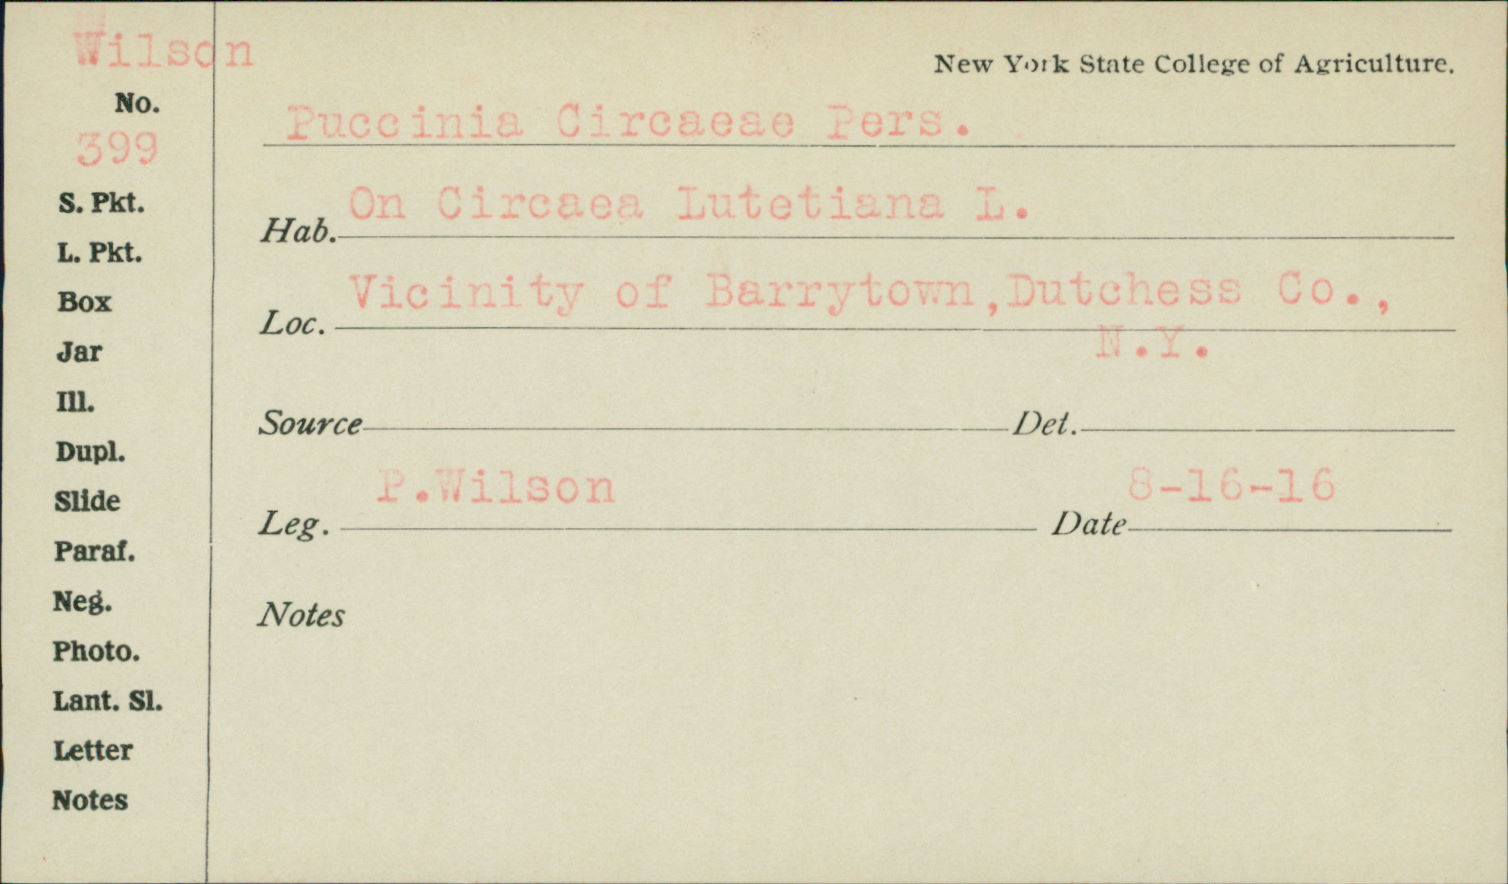 Wilson
New York State College of Agriculture.
No.
399
Puccinia Circaeae Pers.
S. Pkt.
Hab. On Circaea Lutetiana L.
L. Pkt.
Box
Loc. Vicinity of Barrytown,Dutchess Co.,
N.Y.
Jar
Ill.
Source Det.
Dupl.
Slide
Leg. P.Wilson Date 8-16-16
Paraf.
Neg.
Notes
Photo.
Lant. Sl.
Letter
Notes